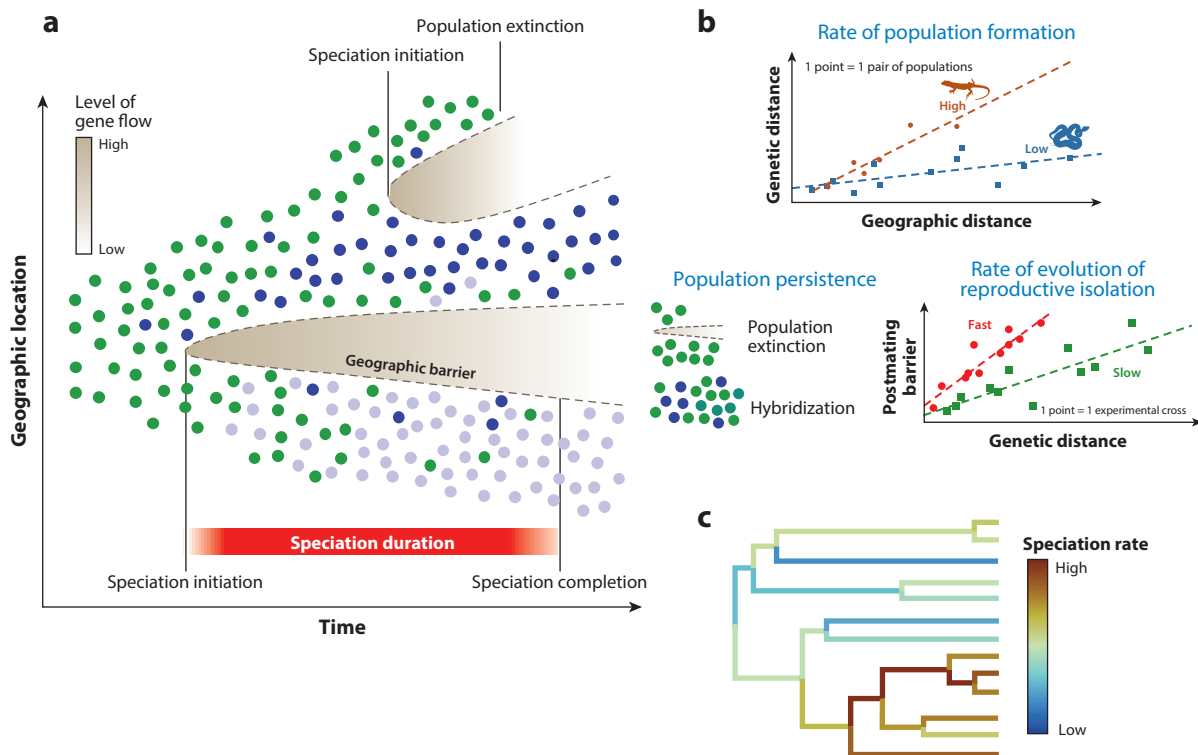 a
Population extinction
Speciation initiation
Level of
gene flow
High
Low
Geographic location
Geographic barrier
Speciation duration
Speciation initiation
Speciation completion
Time
b
Rate of population formation
1 point = 1 pair of populations
High
Low
Genetic distance
Geographic distance
Population persistence
Population
extinction
Hybridization
Rate of evolution of
reproductive isolation
Fast
Slow
1 point = 1 experimental cross
Postmating
barrier
Genetic distance
c
Speciation rate
High
Low